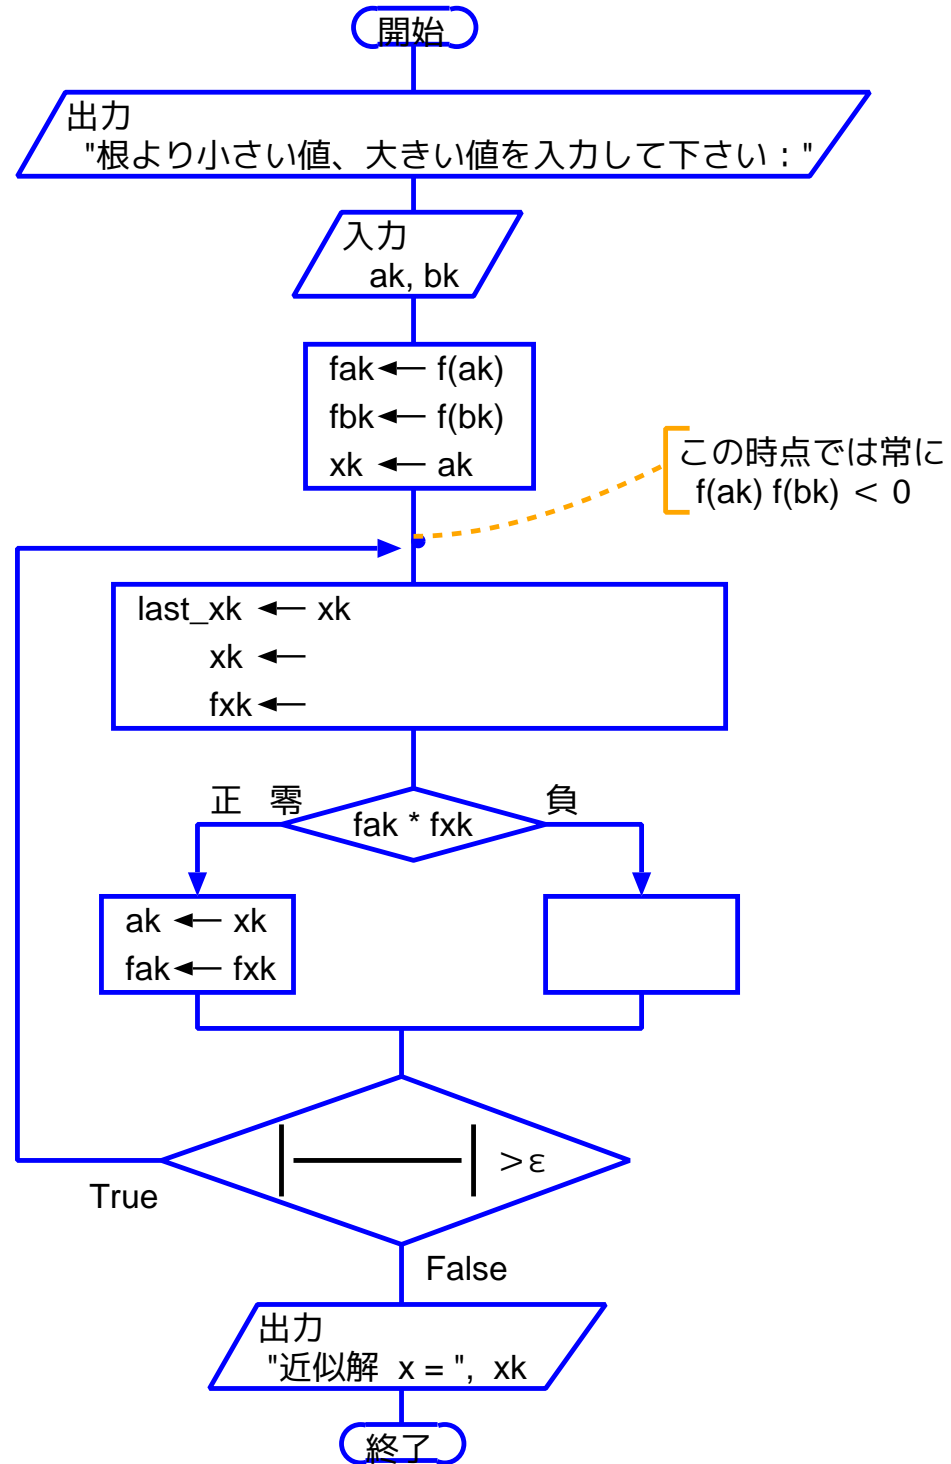 開始
出力
"根より小さい値、大きい値を入力して下さい："
入力
ak, bk
fak ← f(ak)
fbk ← f(bk)
xk ← ak
この時点では常に
f(ak) f(bk) ＜ 0
last_xk ← xk
xk ←
fxk ←
正 零
fak * fxk
負
ak ← xk
fak ← fxk
＞ε
True
False
出力
"近似解 x = ", xk
終了